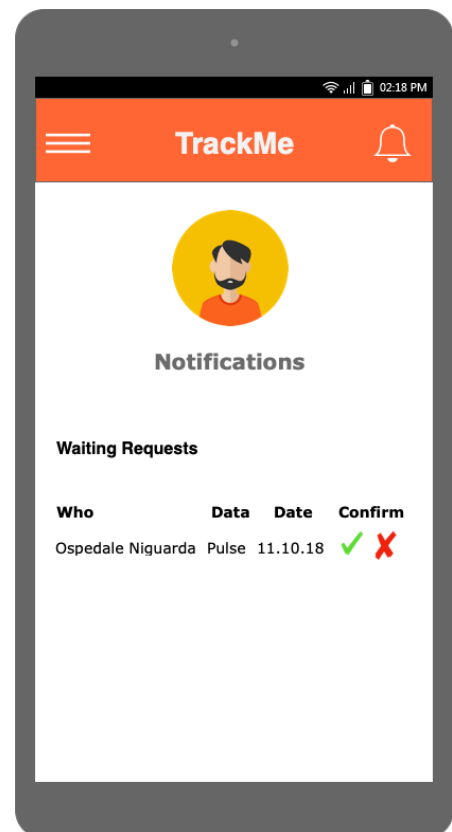 02:18 PM
TrackMe
Notifications
Waiting Requests
Who Data Date Confirm
Ospedale Niguarda Pulse 11.10.18